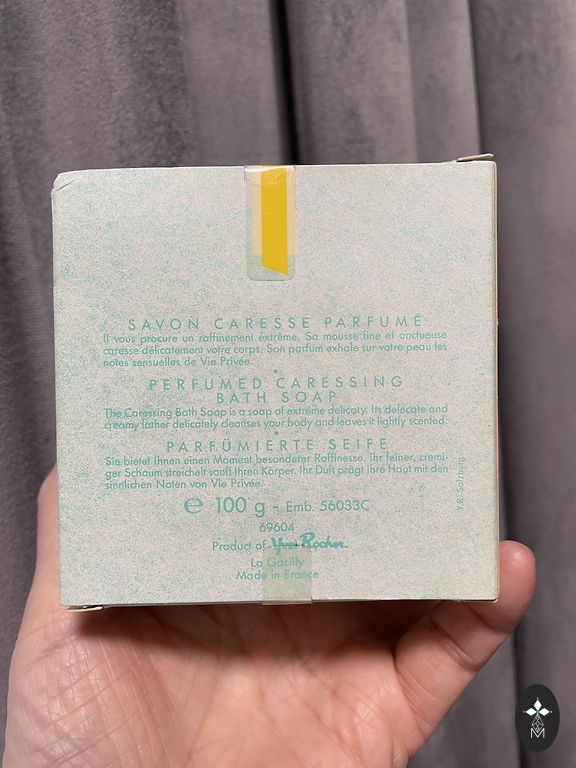 SAVON CARESSE PARFUMÉ
Il vous procure un raffinement extrême. Sa mousse fine et onctueuse
caresse délicatement votre corps. Son parfum exhale sur votre peau les
notes sensuelles de Vie Privée.
PERFUMED CARESSING
BATH SOAP
The Caressing Bath Soap is a soap of extreme delicaty. Its delecate and
creamy lather delicately cleanses your body and leaves it lightly scented.
PARFÜMIERTE SEIFE
Sie bietet Ihnen einen Moment besonderer Raffinesse. Ihr feiner, cremi-
ger Schaum streichelt sanft Ihren Körper. Ihr Duft prägt Ihre Haut mit den
sinnlichen Noten von Vie Privée.
℮ 100 g - Emb. 56033C
69604
Product of Yves Rocher
La Gacilly
Made in France
Y.R. Salzburg
M